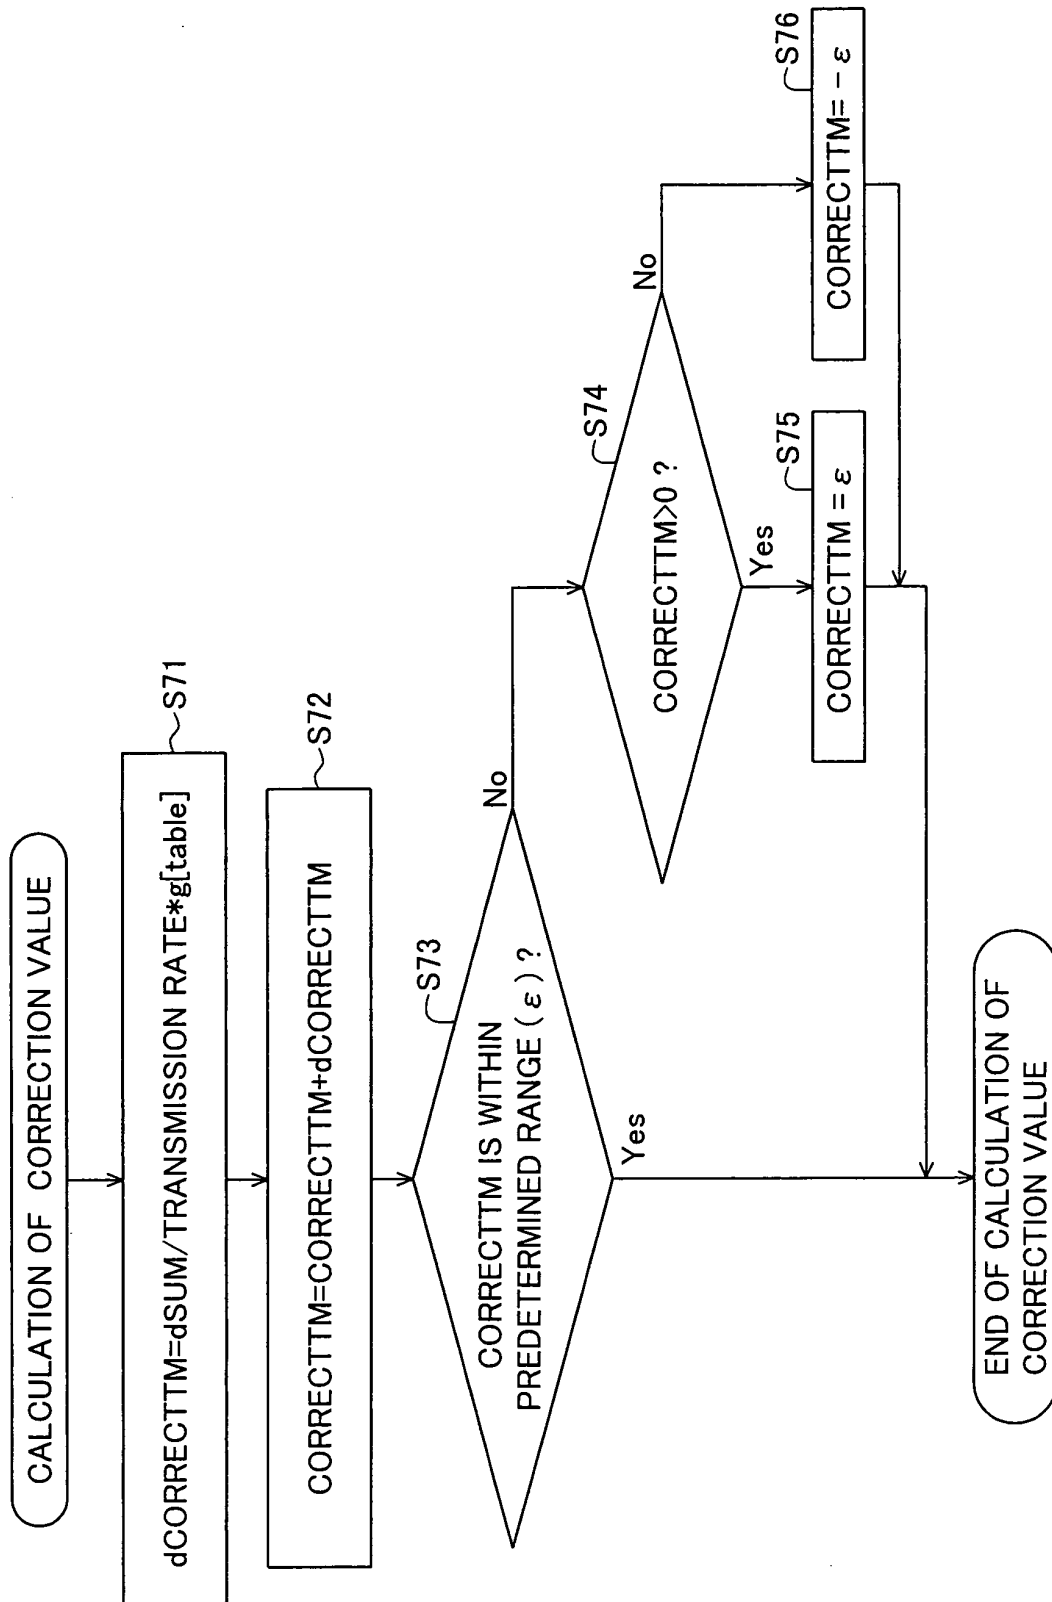 CALCULATION OF CORRECTION VALUE
S71
dCORRECTTM=dSUM/TRANSMISSION RATE*g[table]
S72
CORRECTTM=CORRECTTM+dCORRECTTM
S73
CORRECTTM IS WITHIN
PREDETERMINED RANGE (ε) ?
No
Yes
S74
CORRECTTM>0 ?
No
Yes
S75
CORRECTTM = ε
S76
CORRECTTM= - ε
END OF CALCULATION OF
CORRECTION VALUE